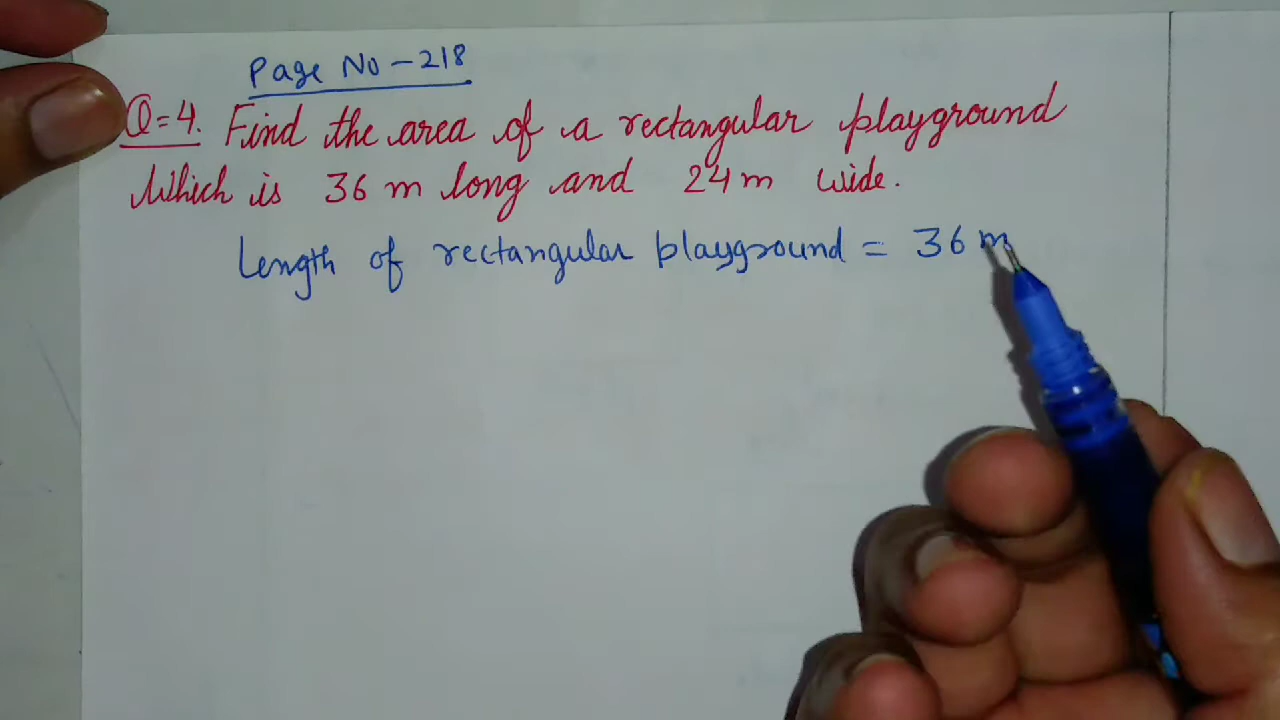 Page No - 218
Q=4. Find the area of a rectangular playground
Which is 36 m long and 24 m wide.
Length of rectangular playground = 36 m